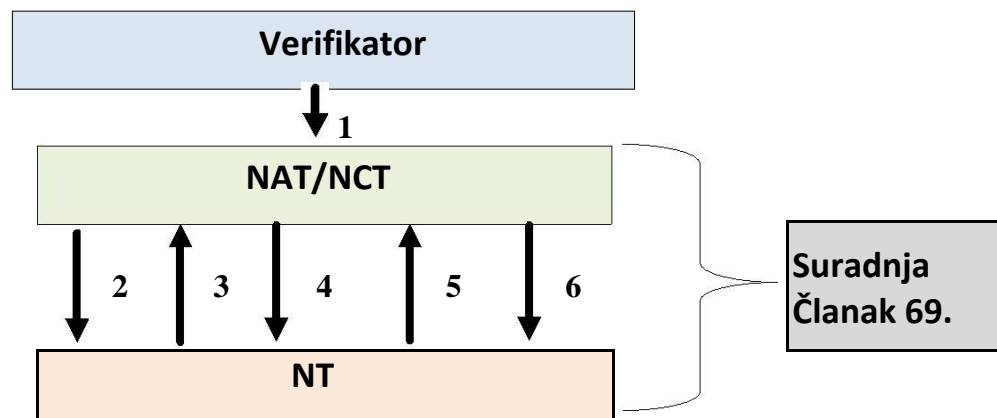 Verifikator
1
NAT/NCT
2 3 4 5 6
Suradnja
Članak 69.
NT